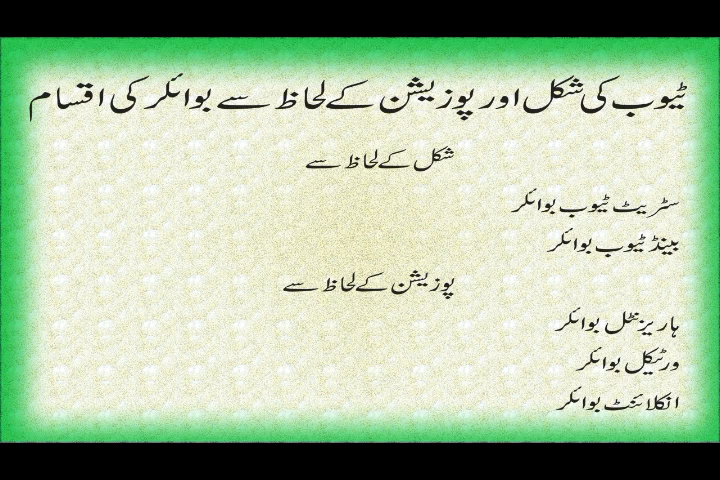 ٹیوب کی شکل اور پوزیشن کے لحاظ سے بوائلر کی اقسام
شکل کے لحاظ سے
سٹریٹ ٹیوب بوائلر
بینڈ ٹیوب بوائلر
پوزیشن کے لحاظ سے
ہاریزنٹل بوائلر
ورٹیکل بوائلر
انکلائنٹ بوائلر